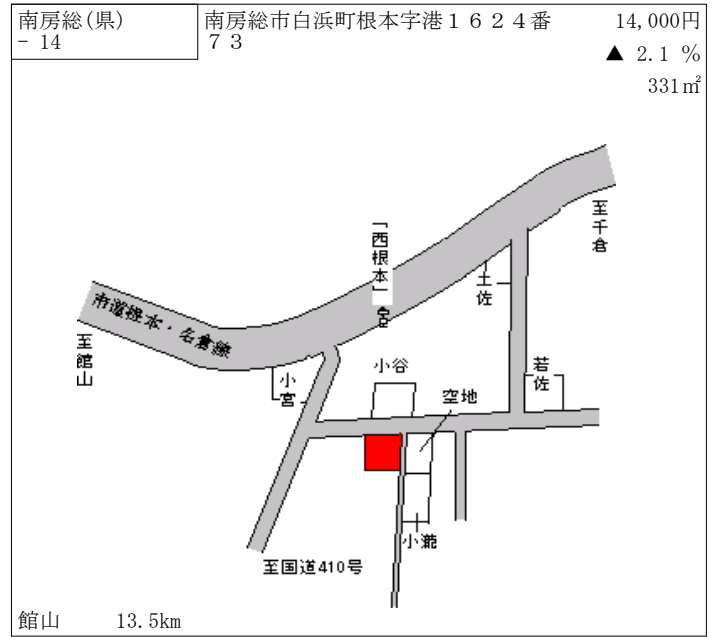 南房総(県)
- 14
南房総市白浜町根本字港1624番
73
14,000円
▲ 2.1 %
331㎡
至千倉
「西根本」
土佐
市道根本・名倉線
至館山
小谷
若佐
小宮
空地
小瀧
至国道410号
館山 13.5km